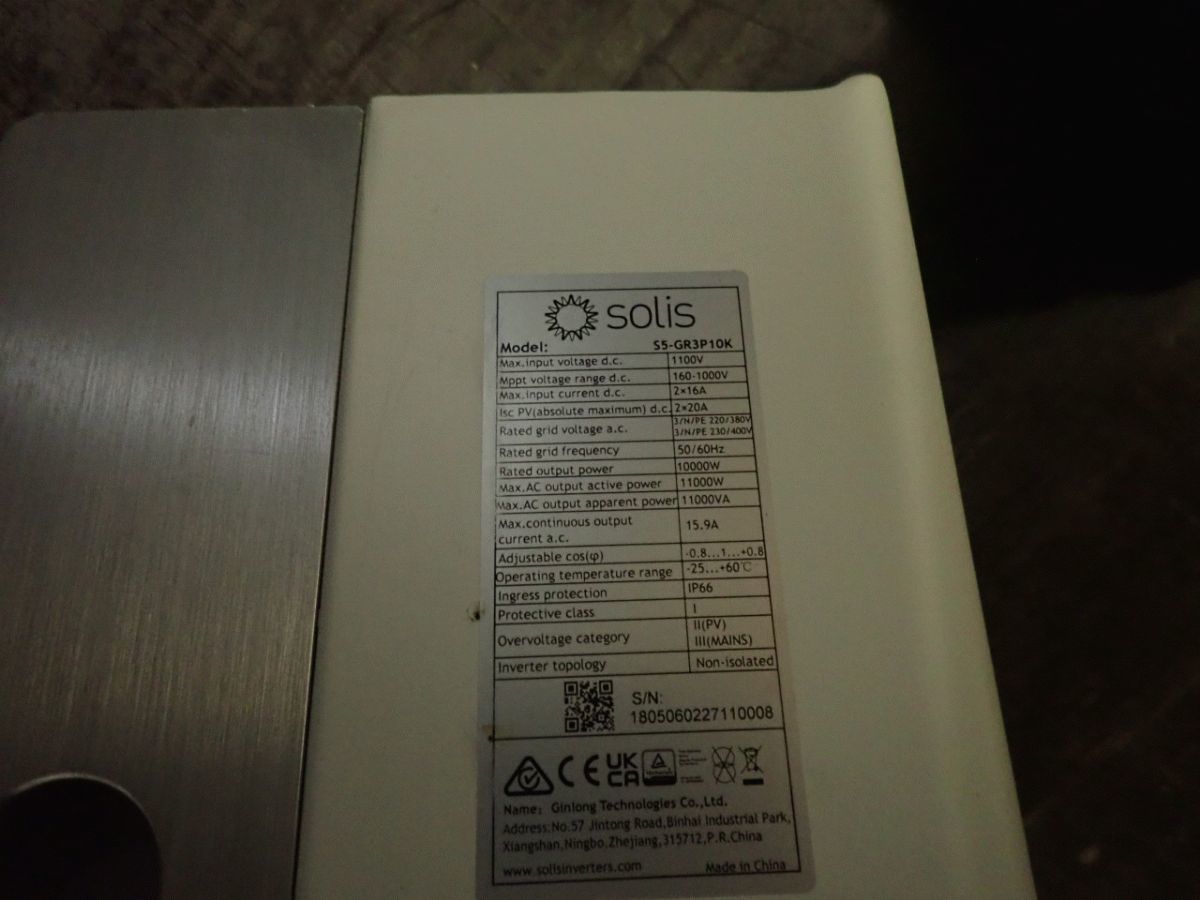 solis
Model: S5-GR3P10K
Max.input voltage d.c. 1100V
Mppt voltage range d.c. 160-1000V
Max.input current d.c. 2×16A
Isc PV(absolute maximum) d.c. 2×20A
Rated grid voltage a.c. 3/N/PE 220/380V
3/N/PE 230/400V
Rated grid frequency 50/60Hz
Rated output power 10000W
Max.AC output active power 11000W
Max.AC output apparent power 11000VA
Max.continuous output
current a.c. 15.9A
Adjustable cos(φ) -0.8...1...+0.8
Operating temperature range -25...+60℃
Ingress protection IP66
Protective class I
Overvoltage category II(PV)
III(MAINS)
Inverter topology Non-isolated
S/N:
1805060227110008
CE UK
CA
Name: Ginlong Technologies Co.,Ltd.
Address:No.57 Jintong Road,Binhai Industrial Park,
Xiangshan,Ningbo,Zhejiang,315712,P.R.China
www.solisinverters.com Made in China